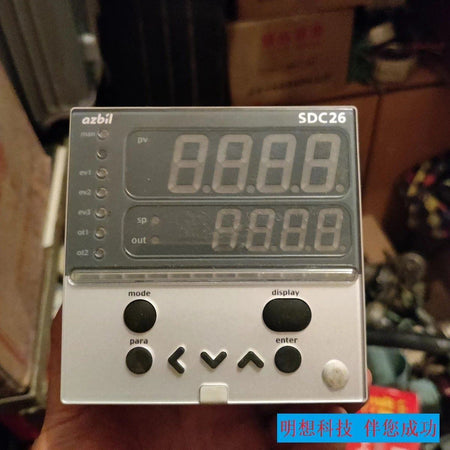 azbil SDC26
man
pv
ev1
ev2
ev3
sp
ot1
out
ot2
mode display
para enter
明想科技 伴您成功